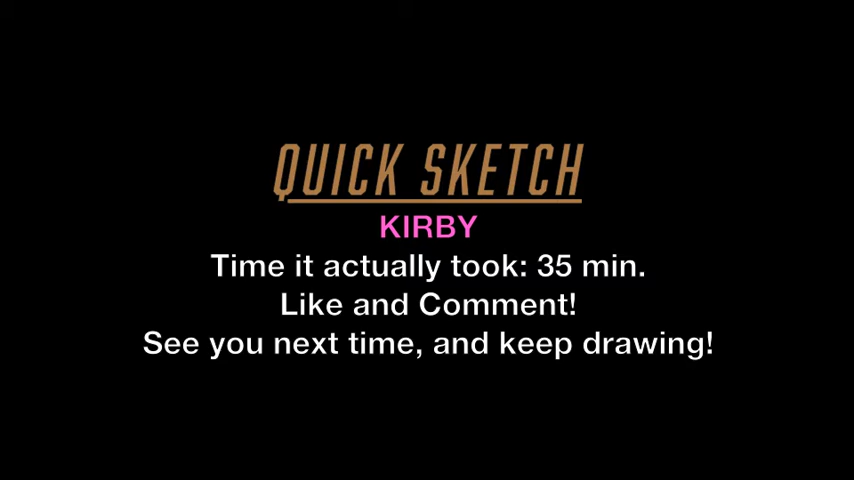 QUICK SKETCH
KIRBY
Time it actually took: 35 min.
Like and Comment!
See you next time, and keep drawing!